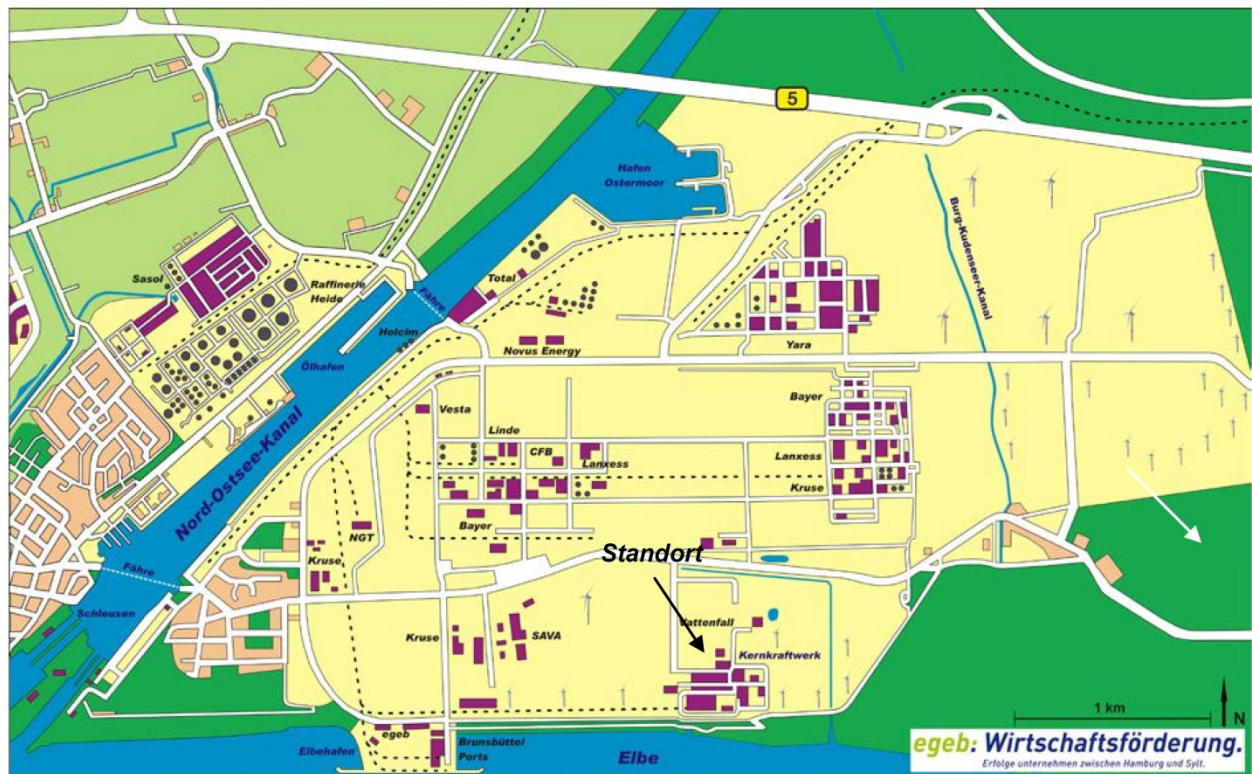 5
Hafen
Ostermoor
Burg-Kudenseer-Kanal
Sasol
Raffinerie
Heide
Total
Fähre
Holcim
Ölhafen
Novus Energy
Yara
Nord-Ostsee-Kanal
Vesta
Bayer
Linde
CFB
Lanxess
Lanxess
Kruse
Bayer
NGT
Standort
Kruse
Fähre
Schleusen
Vattenfall
Kruse
SAVA
Kernkraftwerk
1 km
N
egeb
Elbehafen
Brunsbüttel
Ports
Elbe
egeb: Wirtschaftsförderung.
Erfolge unternehmen zwischen Hamburg und Sylt.